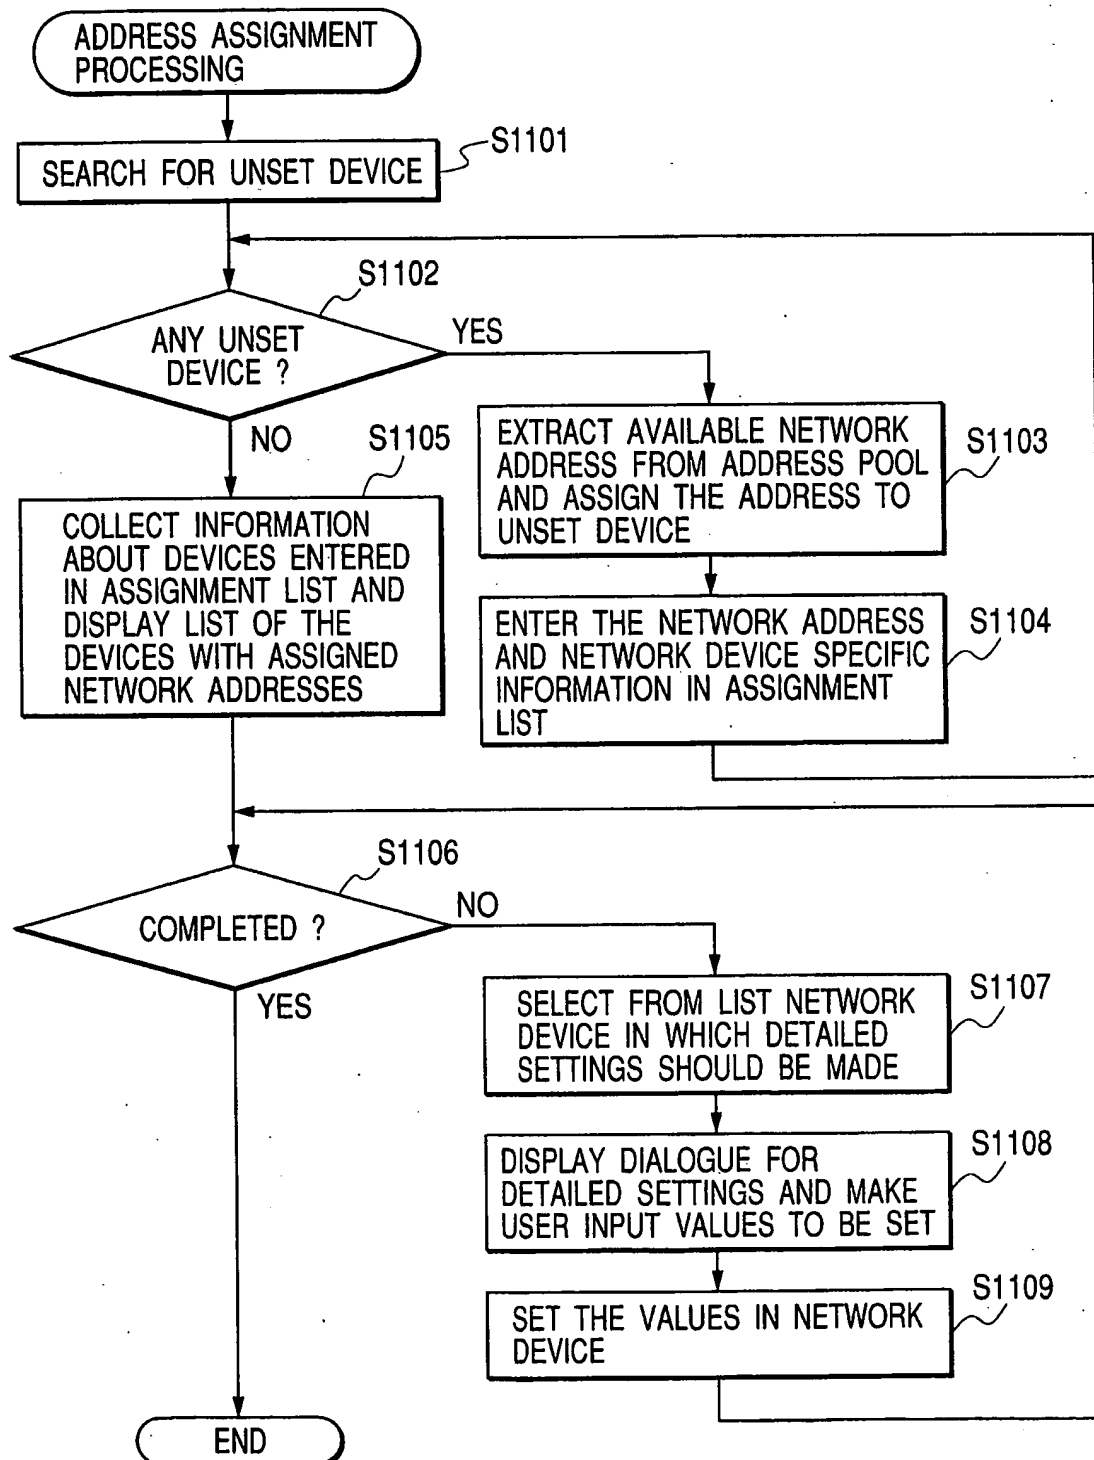 ADDRESS ASSIGNMENT
PROCESSING
S1101
SEARCH FOR UNSET DEVICE
S1102
ANY UNSET
DEVICE ?
YES
NO
S1103
EXTRACT AVAILABLE NETWORK
ADDRESS FROM ADDRESS POOL
AND ASSIGN THE ADDRESS TO
UNSET DEVICE
S1104
ENTER THE NETWORK ADDRESS
AND NETWORK DEVICE SPECIFIC
INFORMATION IN ASSIGNMENT
LIST
S1105
COLLECT INFORMATION
ABOUT DEVICES ENTERED
IN ASSIGNMENT LIST AND
DISPLAY LIST OF THE
DEVICES WITH ASSIGNED
NETWORK ADDRESSES
S1106
COMPLETED ?
NO
YES
S1107
SELECT FROM LIST NETWORK
DEVICE IN WHICH DETAILED
SETTINGS SHOULD BE MADE
S1108
DISPLAY DIALOGUE FOR
DETAILED SETTINGS AND MAKE
USER INPUT VALUES TO BE SET
S1109
SET THE VALUES IN NETWORK
DEVICE
END